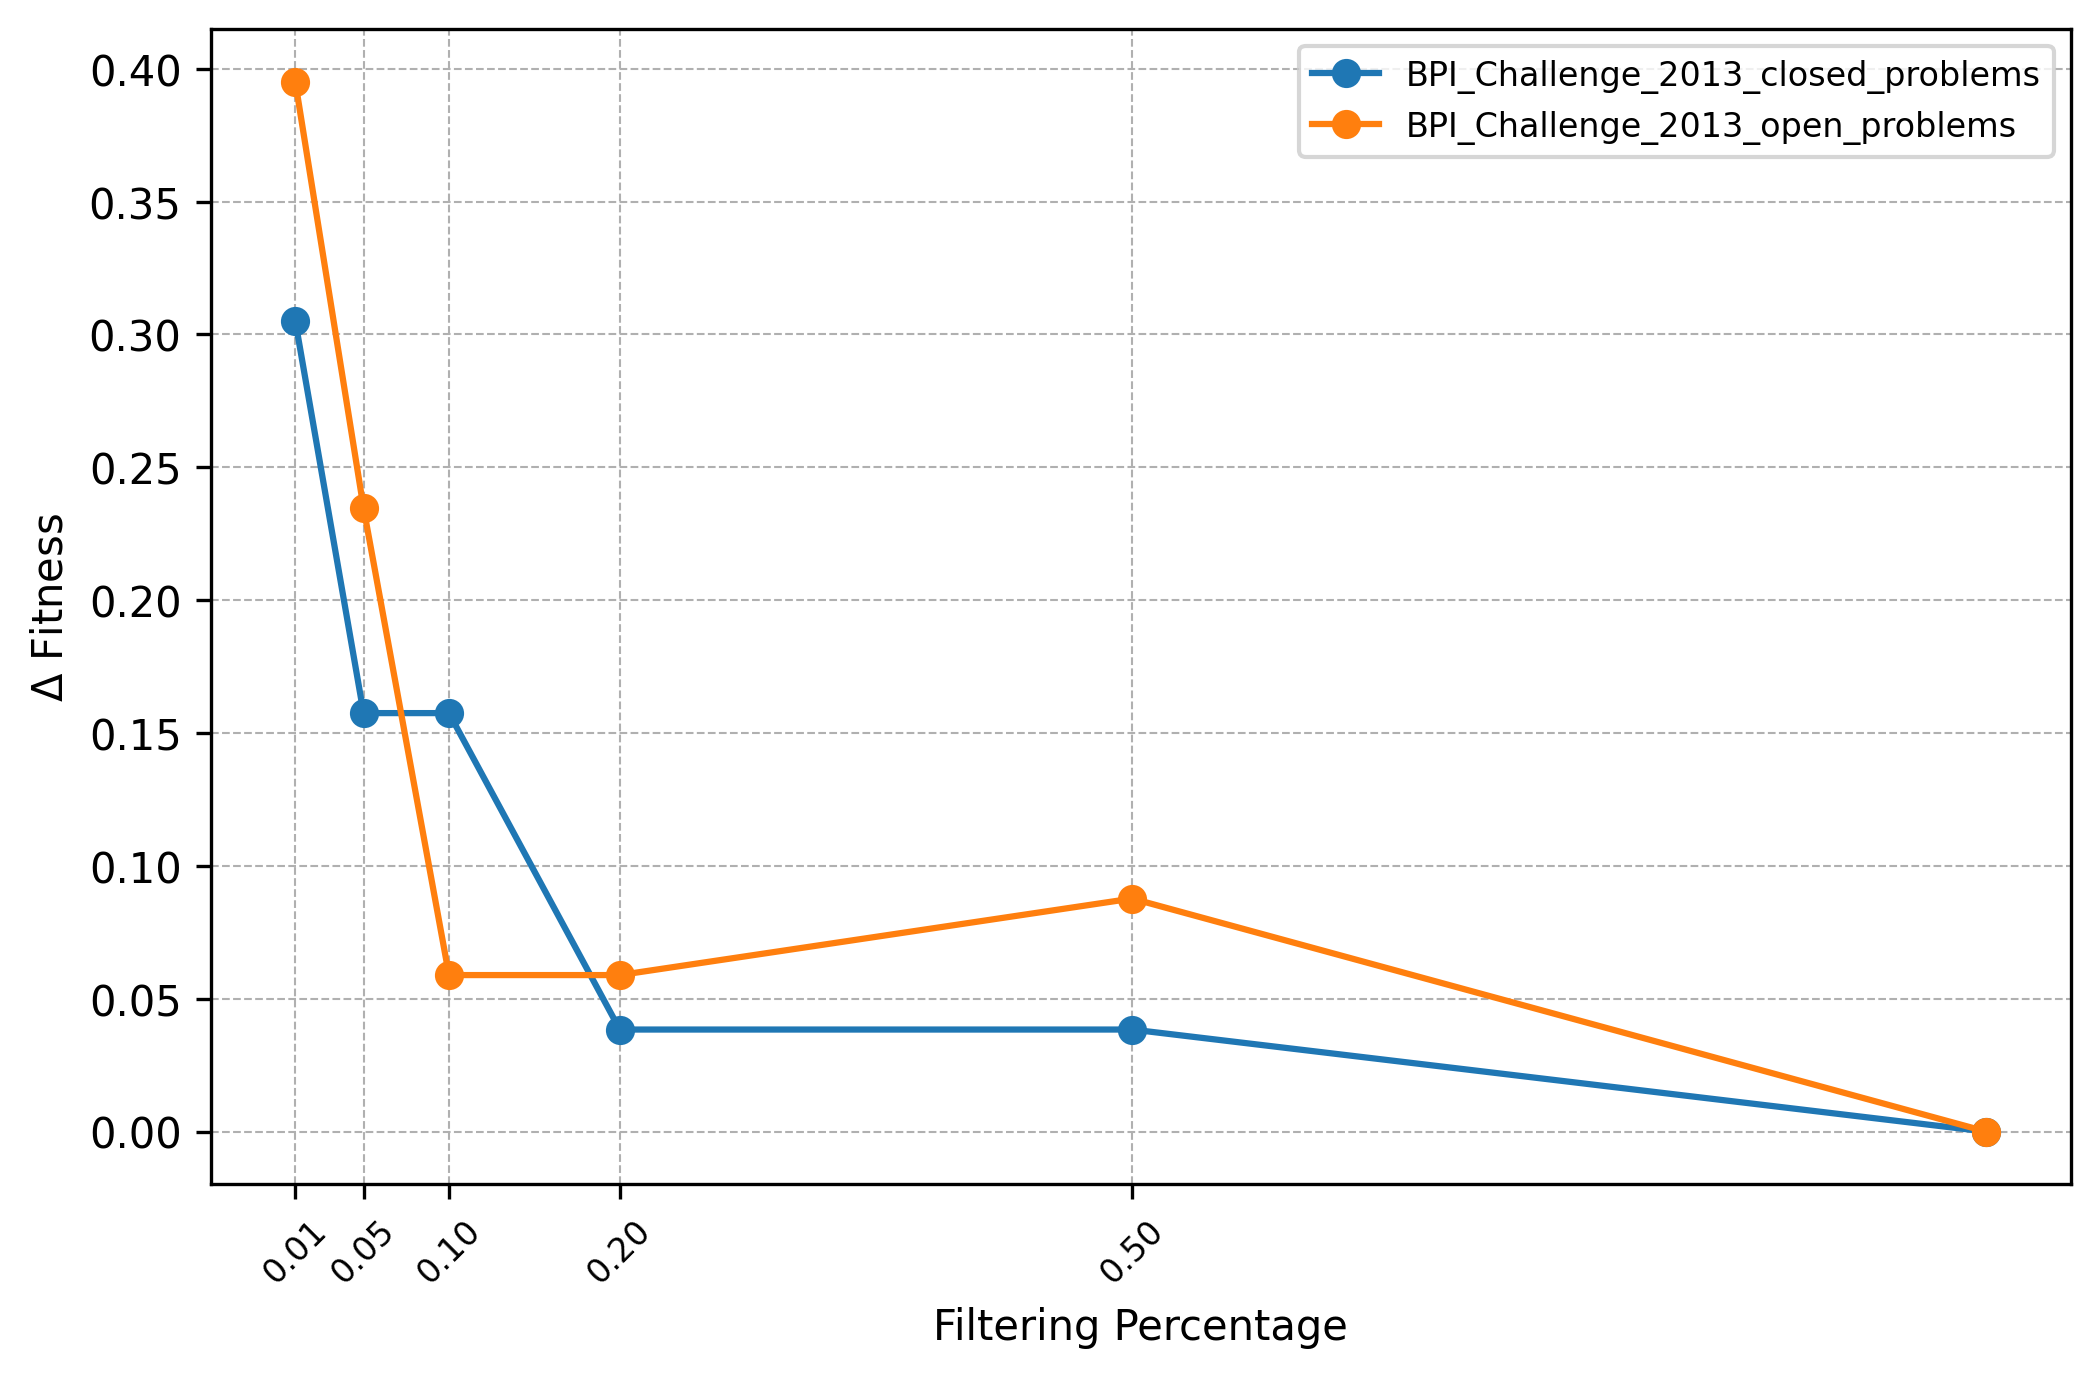 BPI_Challenge_2013_closed_problems
BPI_Challenge_2013_open_problems
0.40
0.35
0.30
0.25
0.20
0.15
0.10
0.05
0.00
Δ Fitness
0.01 0.05 0.10 0.20 0.50
Filtering Percentage